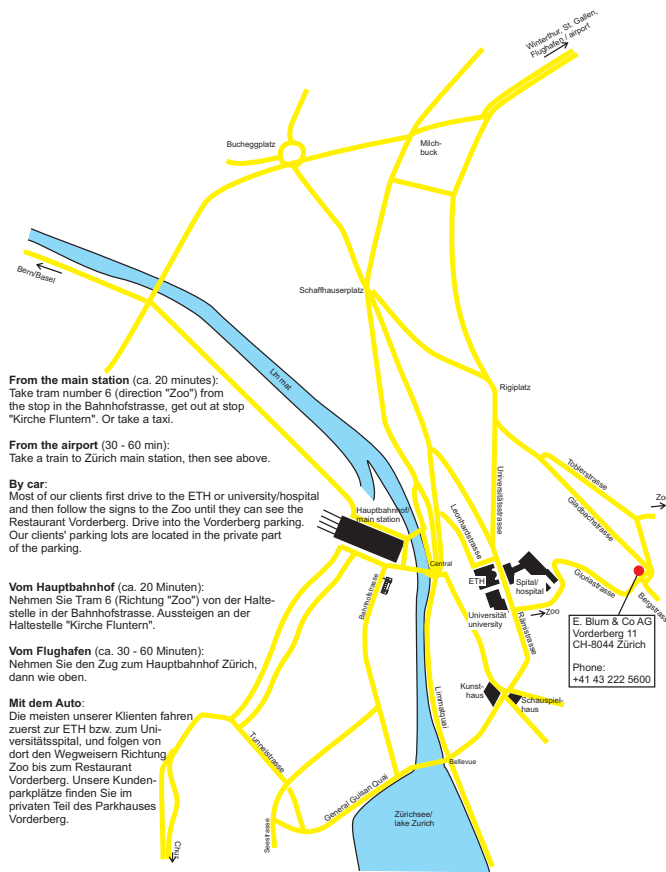 Winterthur, St. Gallen,
Flughafen / airport
Bucheggplatz
Milch-
buck
Bern/Basel
Schaffhauserplatz
Limmat
From the main station (ca. 20 minutes):
Take tram number 6 (direction "Zoo") from
the stop in the Bahnhofstrasse, get out at stop
"Kirche Fluntern". Or take a taxi.
From the airport (30 - 60 min):
Take a train to Zürich main station, then see above.
By car:
Most of our clients first drive to the ETH or university/hospital
and then follow the signs to the Zoo until they can see the
Restaurant Vorderberg. Drive into the Vorderberg parking.
Our clients' parking lots are located in the private part
of the parking.
Vom Hauptbahnhof (ca. 20 Minuten):
Nehmen Sie Tram 6 (Richtung "Zoo") von der Halte-
stelle in der Bahnhofstrasse. Aussteigen an der
Haltestelle "Kirche Fluntern".
Vom Flughafen (ca. 30 - 60 Minuten):
Nehmen Sie den Zug zum Hauptbahnhof Zürich,
dann wie oben.
Mit dem Auto:
Die meisten unserer Klienten fahren
zuerst zur ETH bzw. zum Uni-
versitätsspital, und folgen von
dort den Wegweisern Richtung
Zoo bis zum Restaurant
Vorderberg. Unsere Kunden-
parkplätze finden Sie im
privaten Teil des Parkhauses
Vorderberg.
Rigiplatz
Toblerstrasse
Gladbachstrasse
Universitätsstrasse
Leonhardstrasse
Zoo
Hauptbahnhof/
main station
Central
Bahnhofstrasse
ETH
Spital/
hospital
Gloriastrasse
Bergstrasse
Universität
university
Zoo
Rämistrasse
E. Blum & Co AG
Vorderberg 11
CH-8044 Zürich
Phone:
+41 43 222 5600
Kunst-
haus
Schauspiel-
haus
Limmatquai
Bellevue
Tunnelstrasse
General Guisan Quai
Seestrasse
Zürichsee/
lake Zurich
Chur